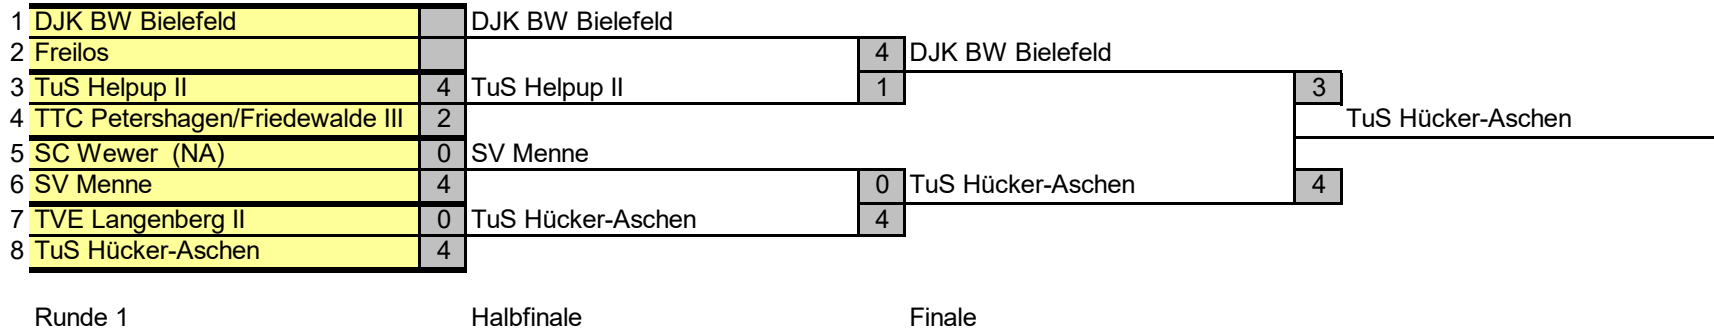 1 DJK BW Bielefeld DJK BW Bielefeld
2 Freilos 4 DJK BW Bielefeld
3 TuS Helpup II 4 TuS Helpup II 1 3
4 TTC Petershagen/Friedewalde III 2 TuS Hücker-Aschen
5 SC Wewer (NA) 0 SV Menne
6 SV Menne 4 0 TuS Hücker-Aschen 4
7 TVE Langenberg II 0 TuS Hücker-Aschen 4
8 TuS Hücker-Aschen 4
Runde 1 Halbfinale Finale